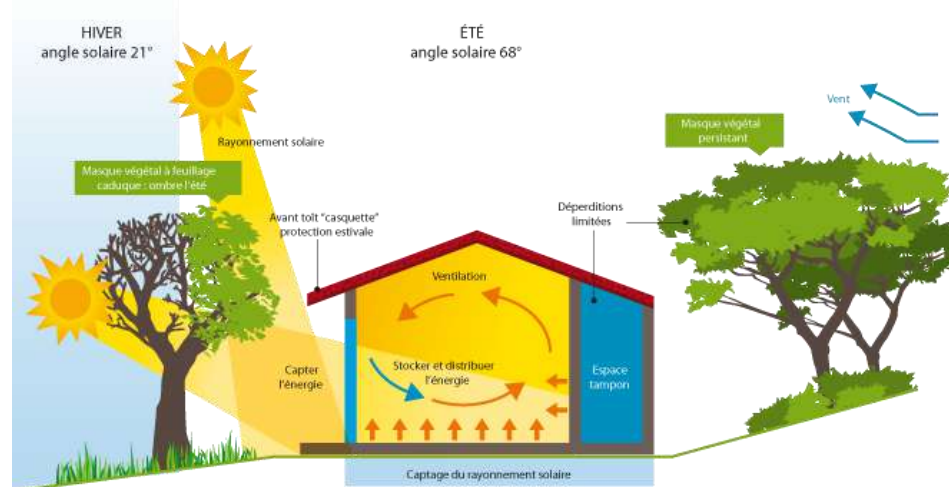 HIVER
angle solaire 21°
ÉTÉ
angle solaire 68°
Vent
Masque végétal
persistant
Rayonnement solaire
Masque végétal à feuillage
caduque : ombre l'été
Avant toît "casquette"
protection estivale
Déperditions
limitées
Ventilation
Capter
l'énergie
Stocker et distribuer
l'énergie
Espace
tampon
Captage du rayonnement solaire